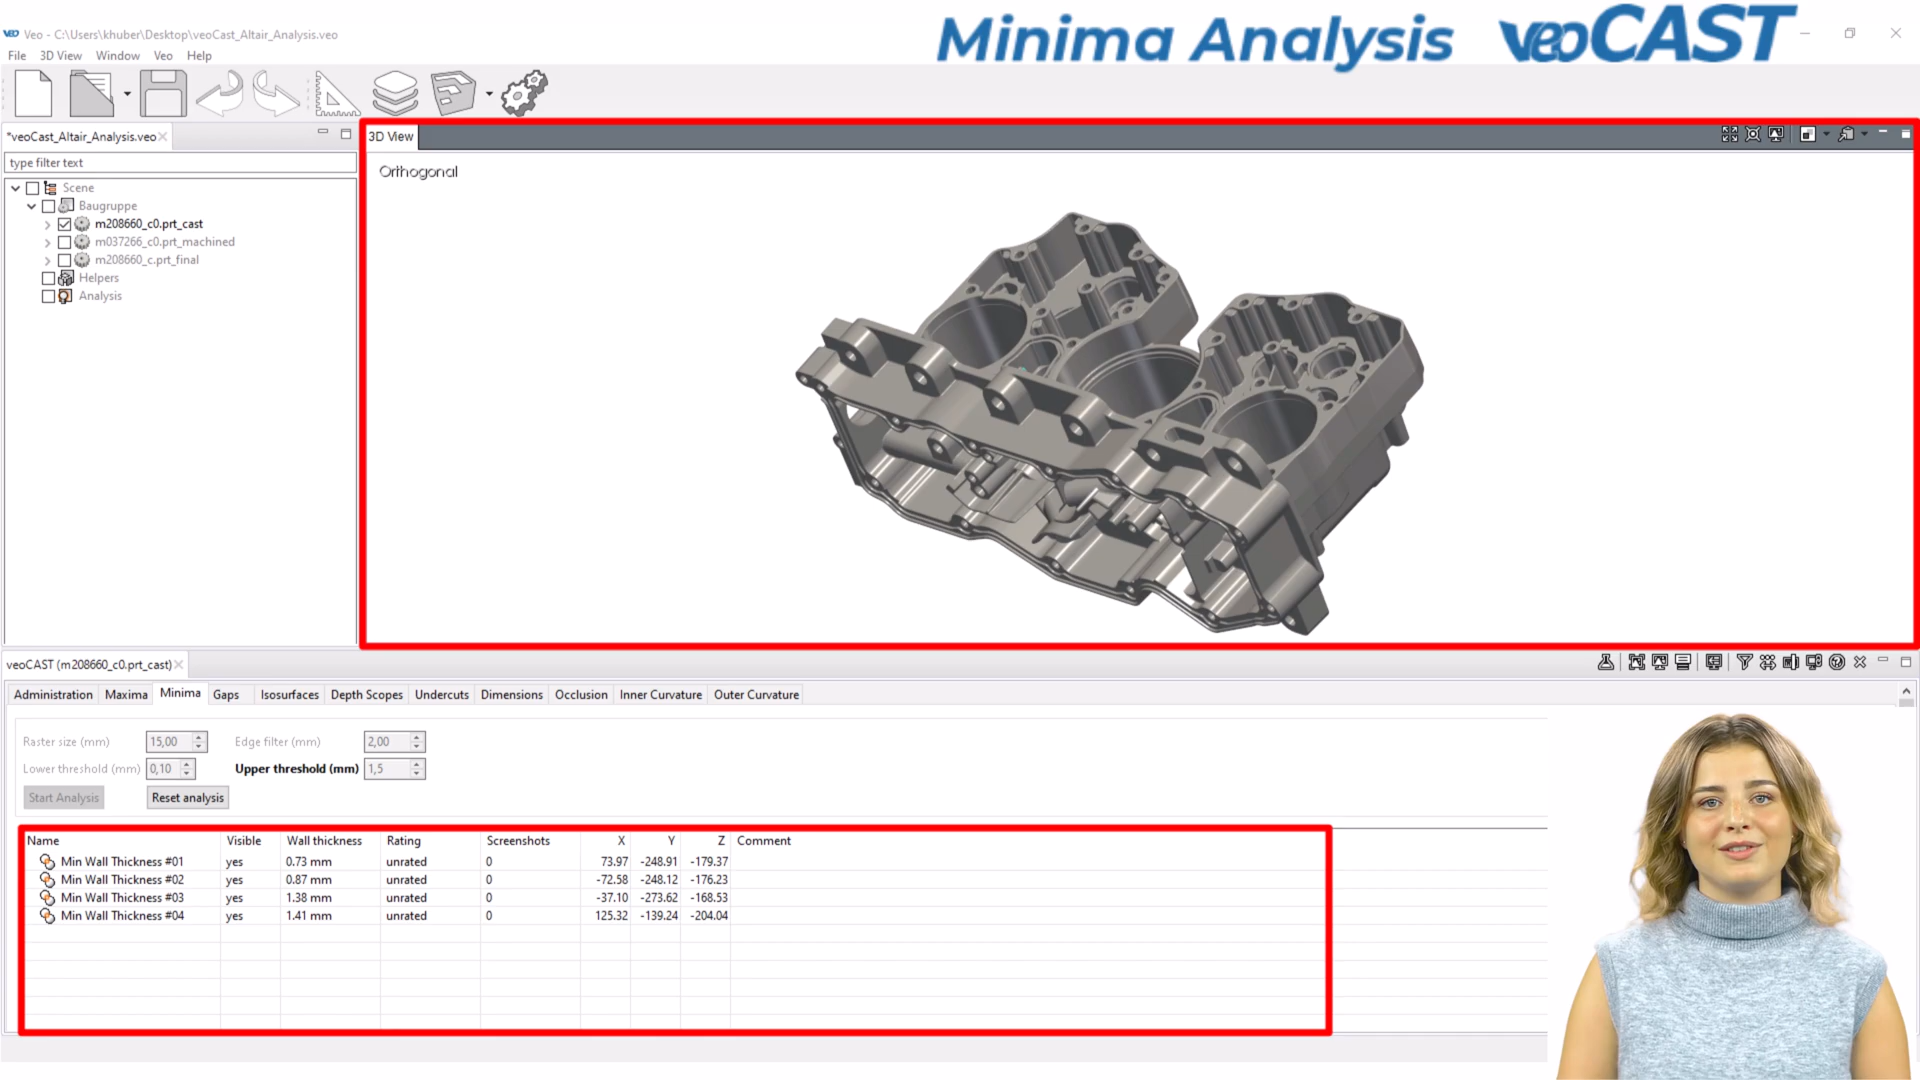 Minima Analysis veoCAST
VEO Veo - C:\Users\khuber\Desktop\veoCast_Altair_Analysis.veo
File 3D View Window Veo Help
*veoCast_Altair_Analysis.veo
3D View
type filter text
Orthogonal
Scene
Baugruppe
m208660_c0.prt_cast
m037266_c0.prt_machined
m208660_c.prt_final
Helpers
Analysis
veoCAST (m208660_c0.prt_cast)
Administration Maxima Minima Gaps Isosurfaces Depth Scopes Undercuts Dimensions Occlusion Inner Curvature Outer Curvature
Raster size (mm) 15,00 Edge filter (mm) 2,00
Lower threshold (mm) 0,10 Upper threshold (mm) 1,5
Start Analysis Reset analysis
Name Visible Wall thickness Rating Screenshots X Y Z Comment
Min Wall Thickness #01 yes 0.73 mm unrated 0 73.97 -248.91 -179.37
Min Wall Thickness #02 yes 0.87 mm unrated 0 -72.58 -248.12 -176.23
Min Wall Thickness #03 yes 1.38 mm unrated 0 -37.10 -273.62 -168.53
Min Wall Thickness #04 yes 1.41 mm unrated 0 125.32 -139.24 -204.04